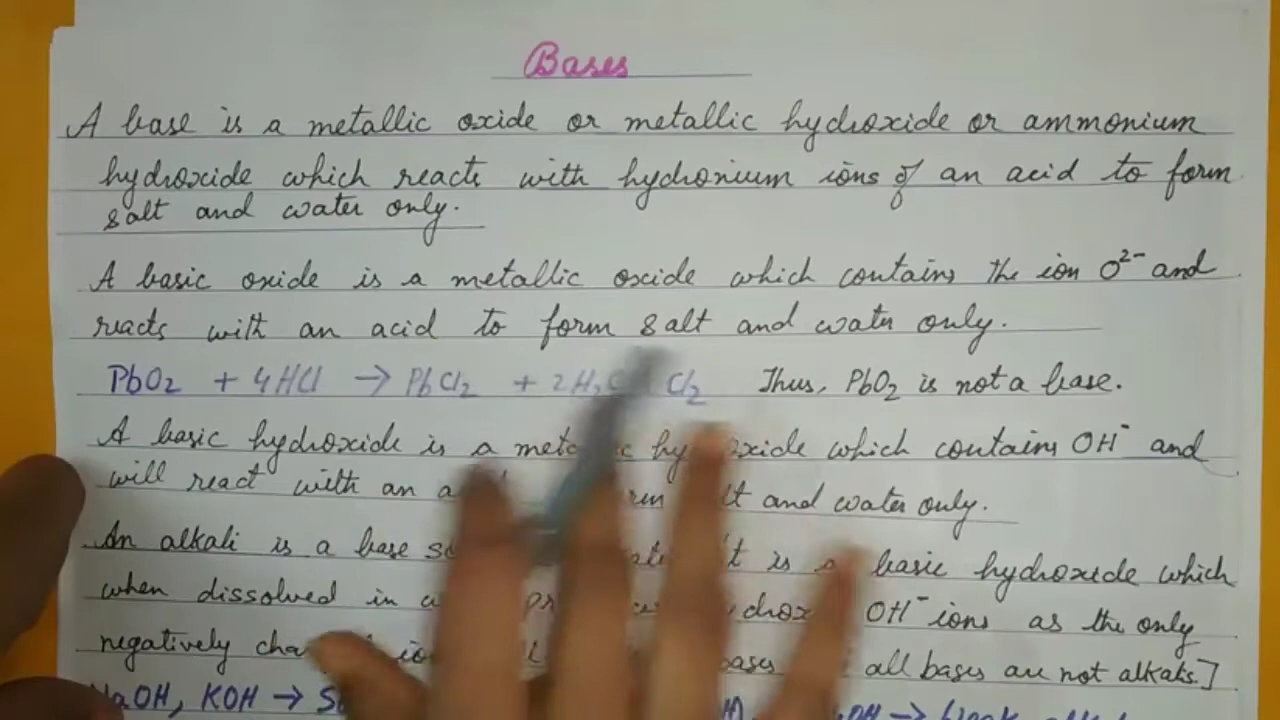 Bases
A base is a metallic oxide or metallic hydroxide or ammonium
hydroxide which reacts with hydronium ions of an acid to form
salt and water only.
A basic oxide is a metallic oxide which contains the ion O²⁻ and
reacts with an acid to form salt and water only.
PbO₂ + 4HCl → PbCl₂ + Cl₂ Thus, PbO₂ is not a base.
A basic hydroxide is a which contains OH⁻ and
will react with an and water only.
An alkali is a base is a basic hydroxide which
when dissolved in OH⁻ ions as the only
negatively bases all bases are not alkalis.]
NaOH, KOH →